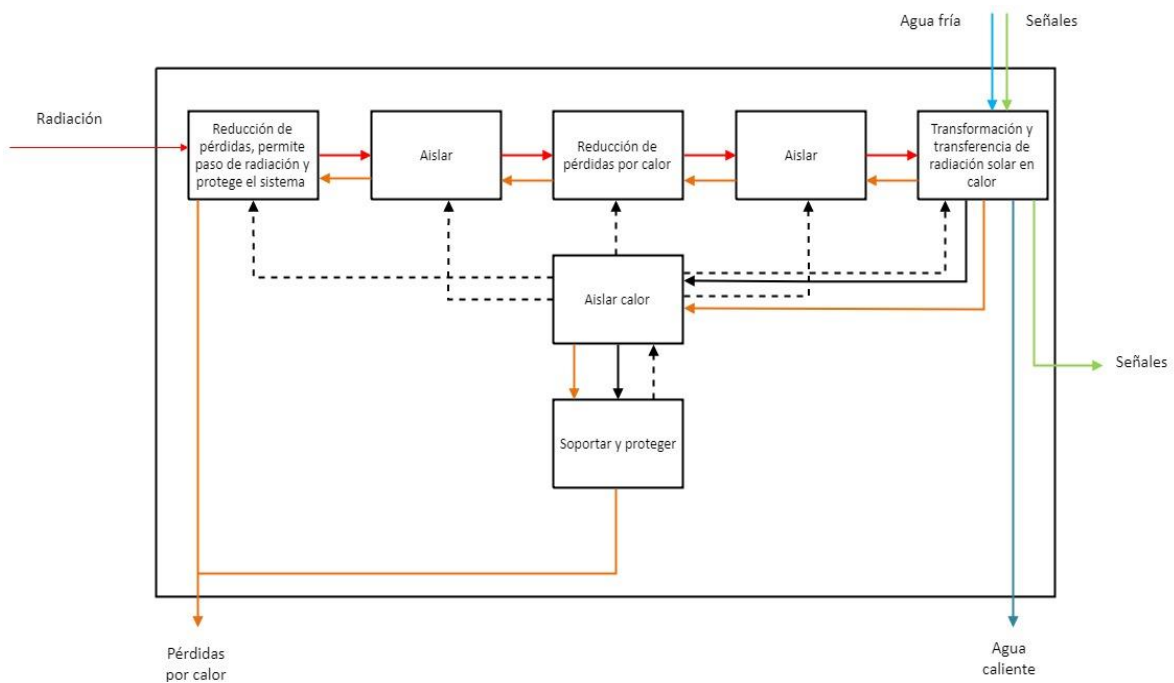 Agua fría
Señales
Radiación
Reducción de
pérdidas, permite
paso de radiación y
protege el sistema
Aislar
Reducción de
pérdidas por calor
Aislar
Transformación y
transferencia de
radiación solar en
calor
Aislar calor
Señales
Soportar y proteger
Pérdidas
por calor
Agua
caliente